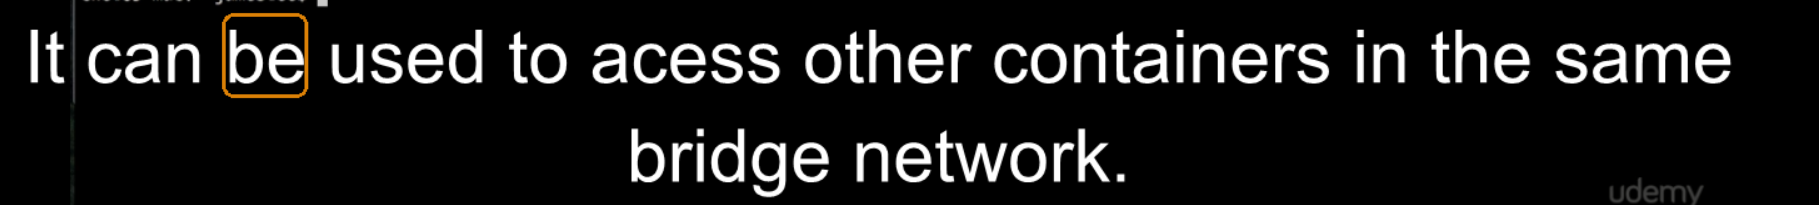 It can be used to acess other containers in the same
bridge network.
udemy